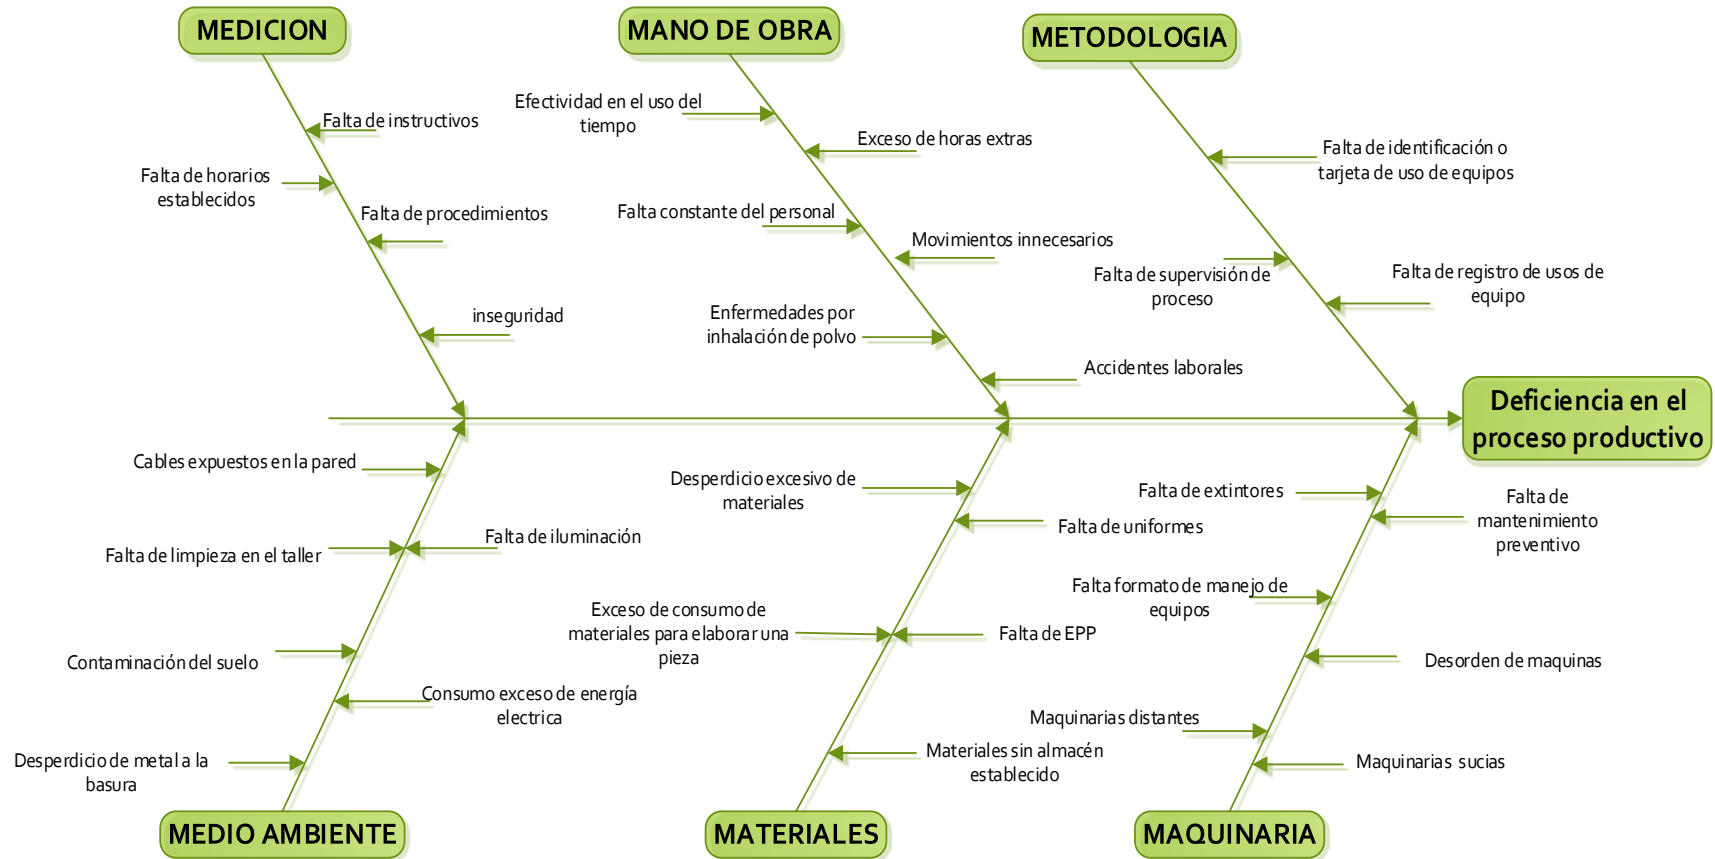 MEDICION
MANO DE OBRA
METODOLOGIA
Falta de instructivos
Falta de horarios
establecidos
Falta de procedimientos
inseguridad
Efectividad en el uso del
tiempo
Exceso de horas extras
Falta constante del personal
Movimientos innecesarios
Enfermedades por
inhalación de polvo
Accidentes laborales
Falta de identificación o
tarjeta de uso de equipos
Falta de supervisión de
proceso
Falta de registro de usos de
equipo
Deficiencia en el
proceso productivo
Cables expuestos en la pared
Falta de limpieza en el taller
Falta de iluminación
Contaminación del suelo
Consumo exceso de energía
electrica
Desperdicio de metal a la
basura
Desperdicio excesivo de
materiales
Falta de uniformes
Exceso de consumo de
materiales para elaborar una
pieza
Falta de EPP
Materiales sin almacén
establecido
Falta de extintores
Falta de
mantenimiento
preventivo
Falta formato de manejo de
equipos
Desorden de maquinas
Maquinarias distantes
Maquinarias sucias
MEDIO AMBIENTE
MATERIALES
MAQUINARIA